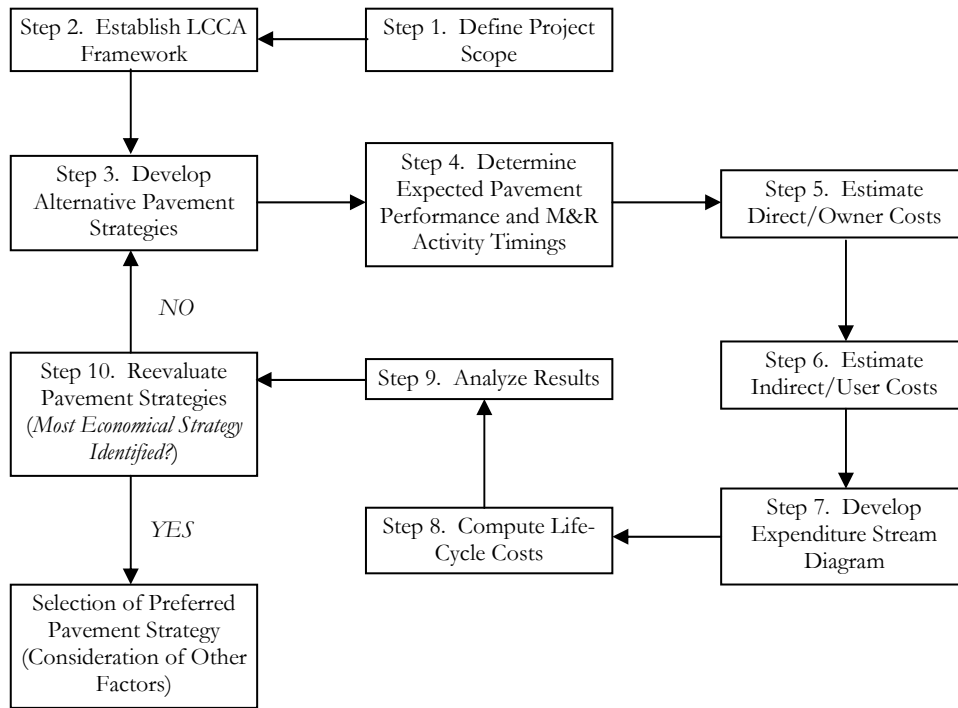 Step 1. Define Project
Scope
Step 2. Establish LCCA
Framework
Step 3. Develop
Alternative Pavement
Strategies
Step 4. Determine
Expected Pavement
Performance and M&R
Activity Timings
Step 5. Estimate
Direct/Owner Costs
Step 6. Estimate
Indirect/User Costs
Step 7. Develop
Expenditure Stream
Diagram
Step 8. Compute Life-
Cycle Costs
Step 9. Analyze Results
Step 10. Reevaluate
Pavement Strategies
(Most Economical Strategy
Identified?)
NO
YES
Selection of Preferred
Pavement Strategy
(Consideration of Other
Factors)